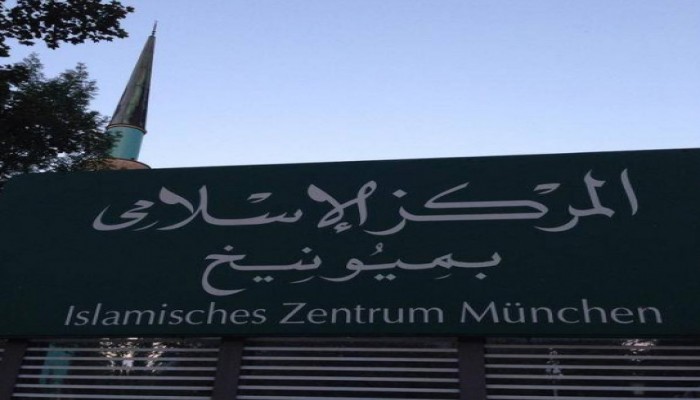 المركز الإسلامي
بميونيخ
Islamisches Zentrum München